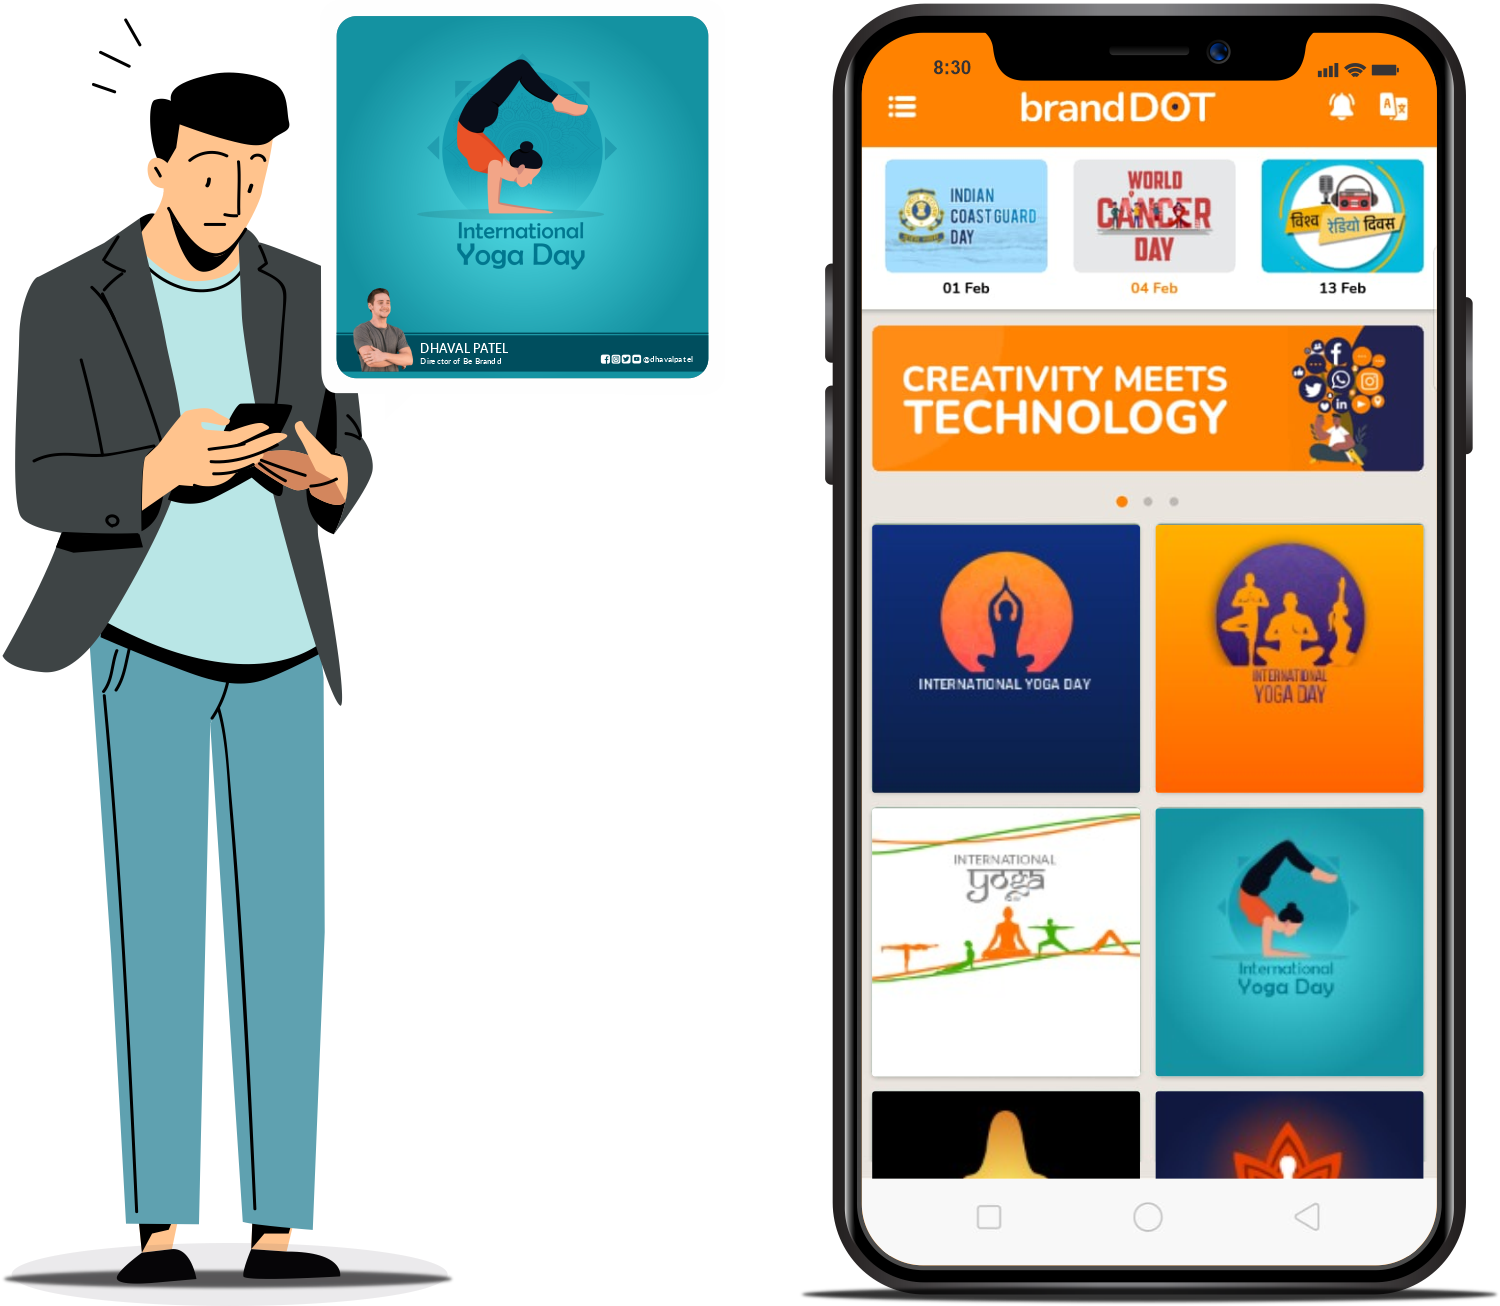 International
Yoga Day
DHAVAL PATEL
Director of Be Brandd
@dhavalpatel
8:30
brandDOT
INDIAN
COAST GUARD
DAY
01 Feb
WORLD
CANCER
DAY
04 Feb
विश्व रेडियो दिवस
13 Feb
CREATIVITY MEETS
TECHNOLOGY
INTERNATIONAL YOGA DAY
INTERNATIONAL
YOGA DAY
INTERNATIONAL
yoga
International
Yoga Day